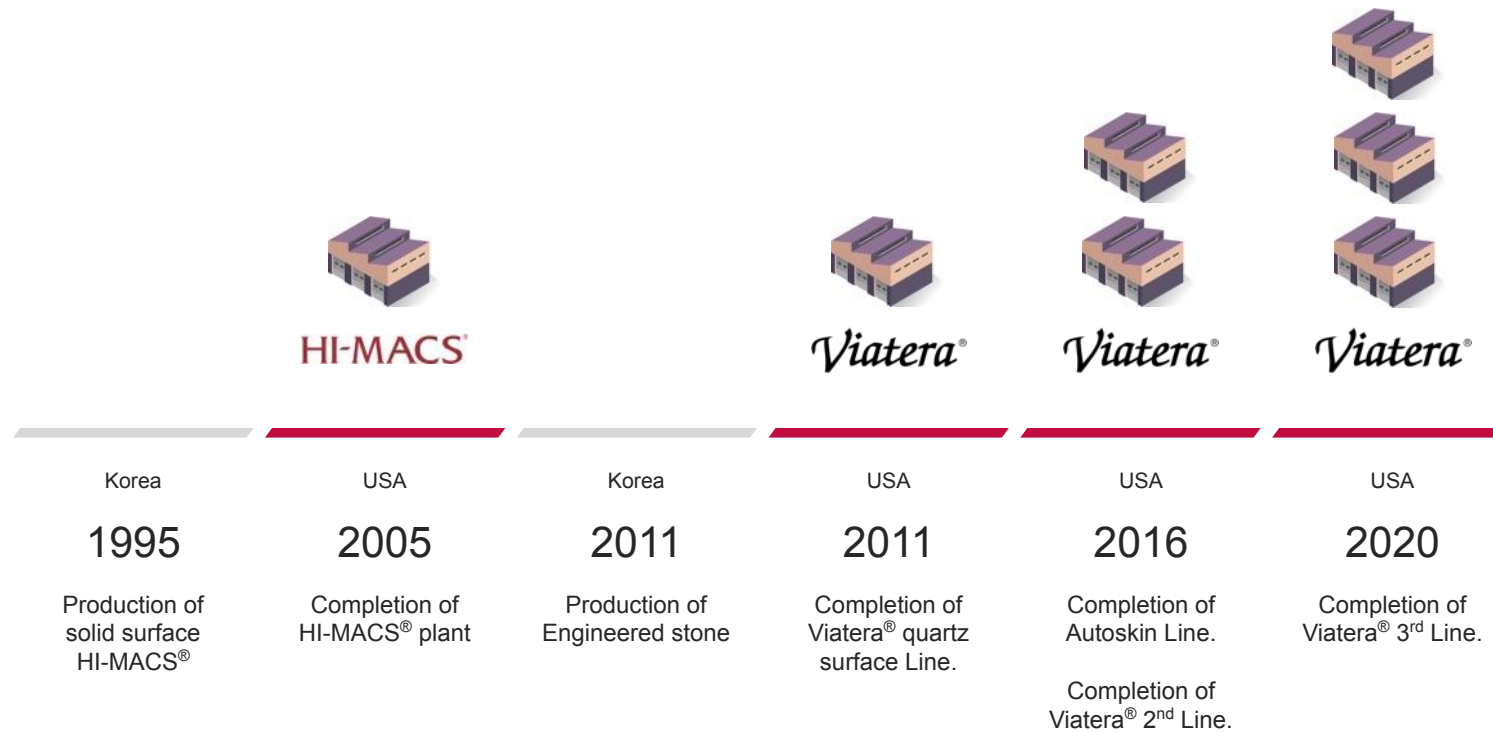 HI-MACS®
Viatera®
Viatera®
Viatera®
Korea
1995
Production of
solid surface
HI-MACS®
USA
2005
Completion of
HI-MACS® plant
Korea
2011
Production of
Engineered stone
USA
2011
Completion of
Viatera® quartz
surface Line.
USA
2016
Completion of
Autoskin Line.
Completion of
Viatera® 2nd Line.
USA
2020
Completion of
Viatera® 3rd Line.